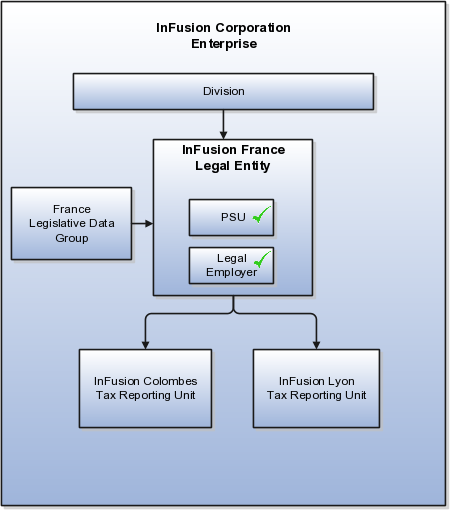 InFusion Corporation
Enterprise
Division
InFusion France
Legal Entity
France
Legislative Data
Group
PSU
Legal
Employer
InFusion Colombes
Tax Reporting Unit
InFusion Lyon
Tax Reporting Unit